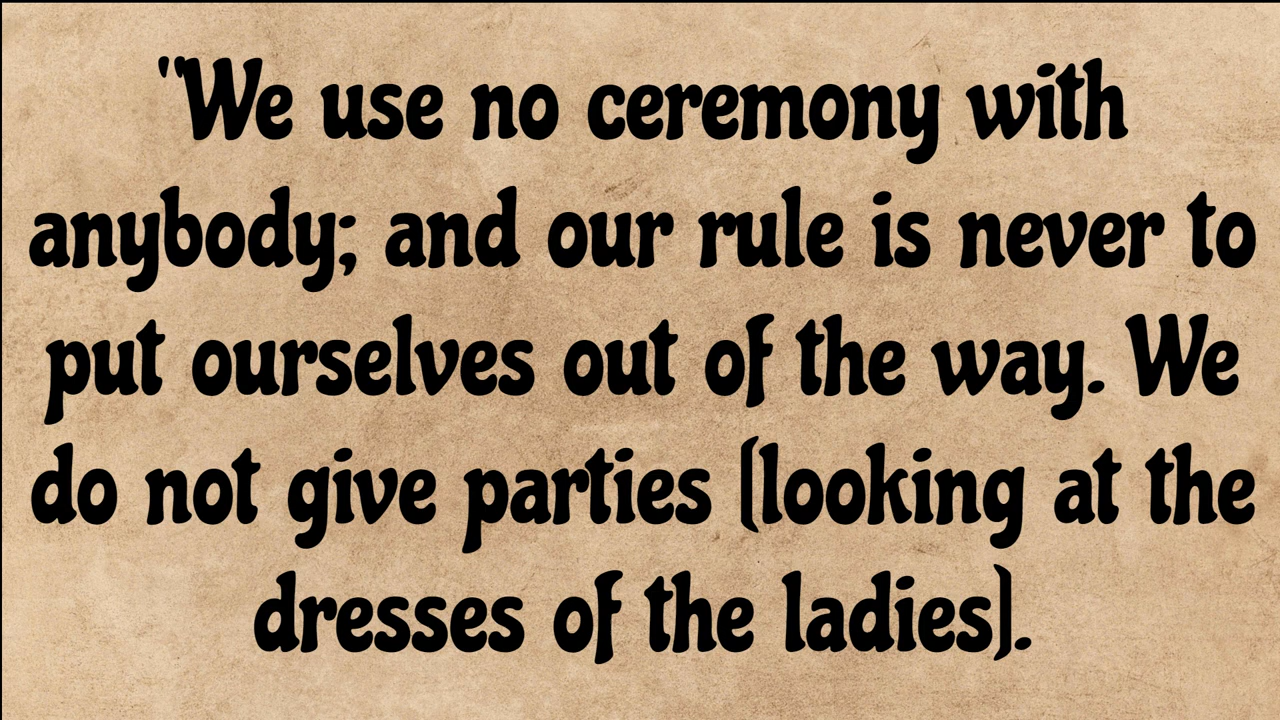 "We use no ceremony with
anybody; and our rule is never to
put ourselves out of the way. We
do not give parties (looking at the
dresses of the ladies).